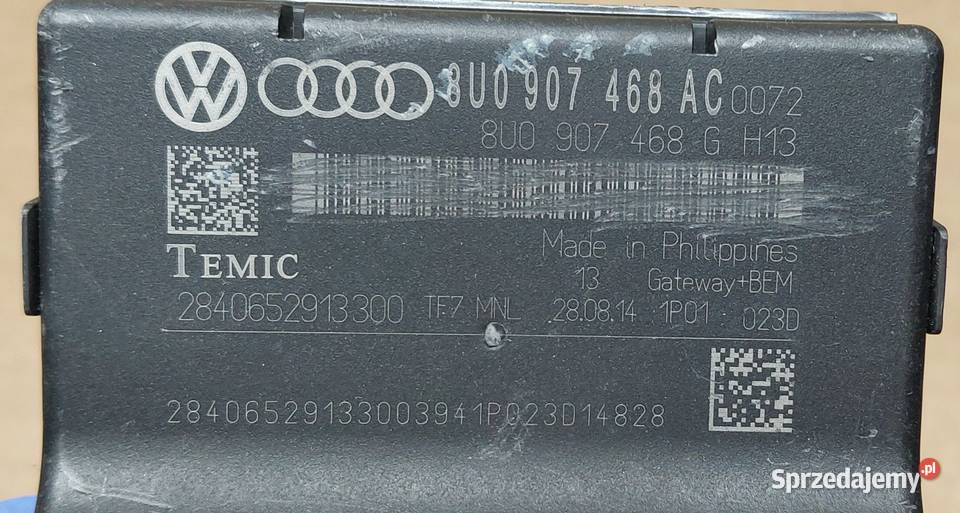 8U0 907 468 AC 0072
8U0 907 468 G H13
Made in Philippines
TEMIC
13 Gateway+BEM
2840652913300 TF7 MNL 28.08.14 1P01 023D
28406529133003941P023D14828
Sprzedajemy.pl